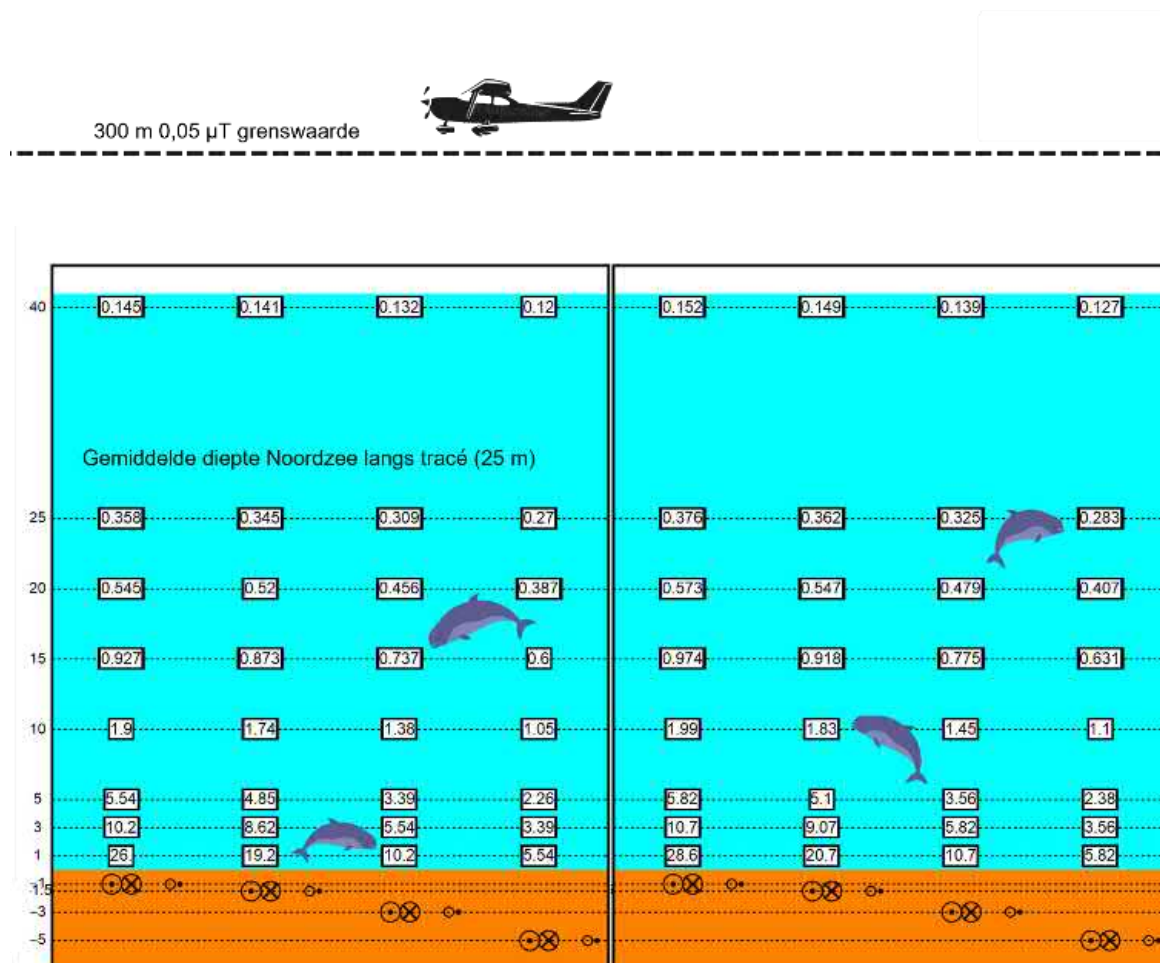 300 m 0,05 µT grenswaarde
40 0.145 0.141 0.132 0.12 0.152 0.149 0.139 0.127
Gemiddelde diepte Noordzee langs tracé (25 m)
25 0.358 0.345 0.309 0.27 0.376 0.362 0.325 0.283
20 0.545 0.52 0.456 0.387 0.573 0.547 0.479 0.407
15 0.927 0.873 0.737 0.6 0.974 0.918 0.775 0.631
10 1.9 1.74 1.38 1.05 1.99 1.83 1.45 1.1
5 5.54 4.85 3.39 2.26 5.82 5.1 3.56 2.38
3 10.2 8.62 5.54 3.39 10.7 9.07 5.82 3.56
1 26. 19.2 10.2 5.54 28.6 20.7 10.7 5.82
−1
−1.5
−3
−5